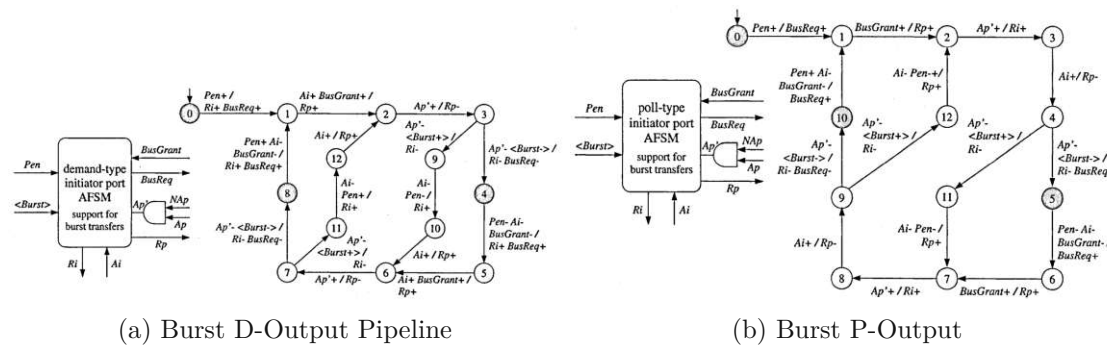 Pen
<Burst>
demand-type
initiator port
AFSM
support for
burst transfers
BusGrant
BusReq
Ap'
NAp
Ap
Rp
Ri
Ai
0
Pen+ /
Ri+ BusReq+
1
Ai+ BusGrant+ /
Rp+
2
Ap'+ / Rp-
3
Ap'-
<Burst+> /
Ri-
9
Ap'- <Burst-> /
Ri- BusReq-
4
Ai-
Pen- /
Ri+
10
Pen- Ai-
BusGrant- /
Ri+ BusReq+
5
Ai+ BusGrant+ /
Rp+
Ai+ / Rp+
6
Ap'+ / Rp-
7
Ap'- <Burst-> /
Ri- BusReq-
8
Pen+ Ai-
BusGrant- /
Ri+ BusReq+
Ap'-
<Burst+> /
Ri-
11
Ai-
Pen+ /
Ri+
12
Ai+ / Rp+
(a) Burst D-Output Pipeline
Pen
<Burst>
poll-type
initiator port
AFSM
support for
burst transfers
BusGrant
BusReq
Ap'
NAp
Ap
Rp
Ri
Ai
0
Pen+ / BusReq+
1
BusGrant+ / Rp+
2
Ap'+ / Ri+
3
Ai+ / Rp-
4
Ap'-
<Burst-> /
Ri- BusReq-
5
Pen- Ai-
BusGrant- /
BusReq+
6
BusGrant+ / Rp+
7
Ap'+ / Ri+
8
Ai+ / Rp-
9
Ap'-
<Burst-> /
Ri- BusReq-
10
Pen+ Ai-
BusGrant- /
BusReq+
Ap'-
<Burst+> /
Ri-
12
Ai- Pen-+ /
Rp+
Ap'-
<Burst+> /
Ri-
11
Ai- Pen- /
Rp+
(b) Burst P-Output